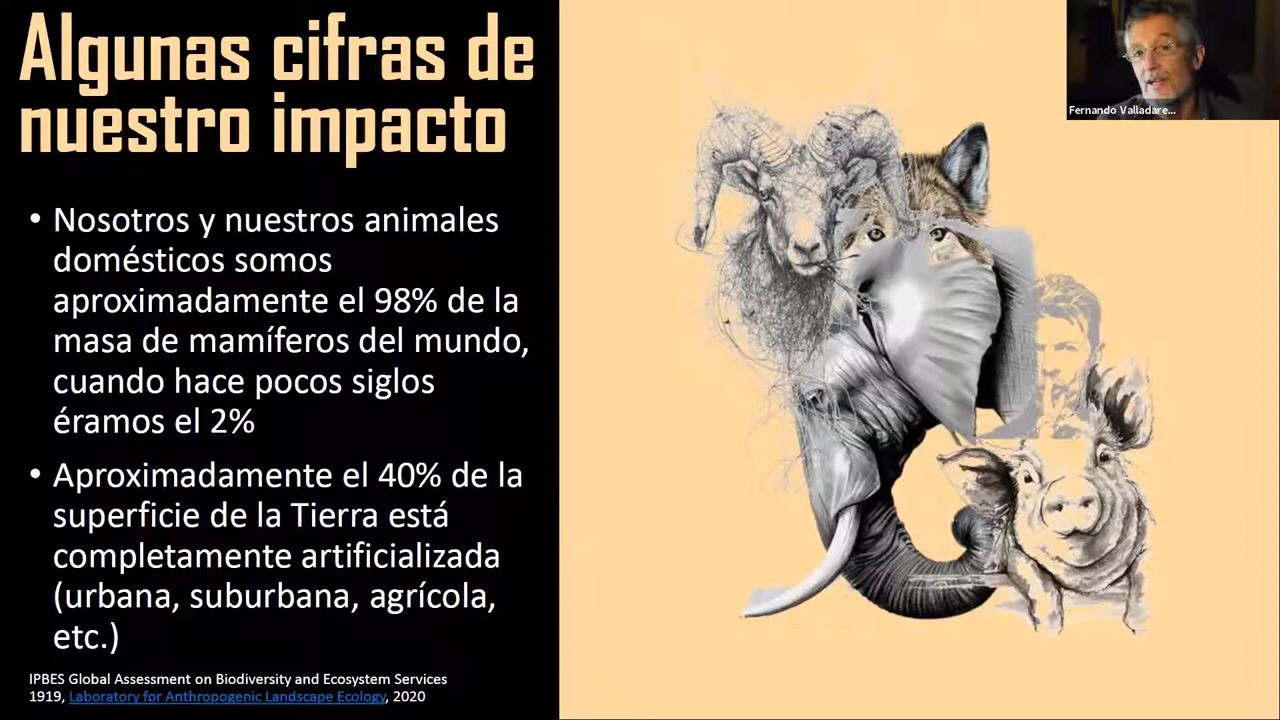 Algunas cifras de
nuestro impacto
• Nosotros y nuestros animales
domésticos somos
aproximadamente el 98% de la
masa de mamíferos del mundo,
cuando hace pocos siglos
éramos el 2%
• Aproximadamente el 40% de la
superficie de la Tierra está
completamente artificializada
(urbana, suburbana, agrícola,
etc.)
IPBES Global Assessment on Biodiversity and Ecosystem Services
1919, Laboratory for Anthropogenic Landscape Ecology, 2020
Fernando Valladare...